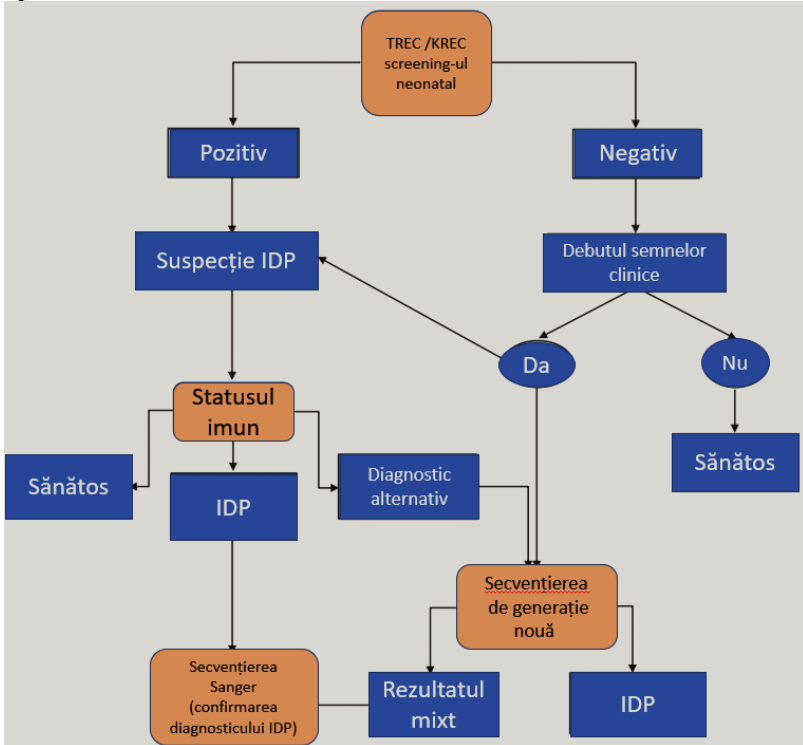 TREC /KREC
screening-ul
neonatal
Pozitiv
Negativ
Suspecție IDP
Debutul semnelor
clinice
Da
Nu
Statusul
imun
Sănătos
IDP
Diagnostic
alternativ
Sănătos
Secvențierea
de generație
nouă
Secvențierea
Sanger
(confirmarea
diagnosticului IDP)
Rezultatul
mixt
IDP